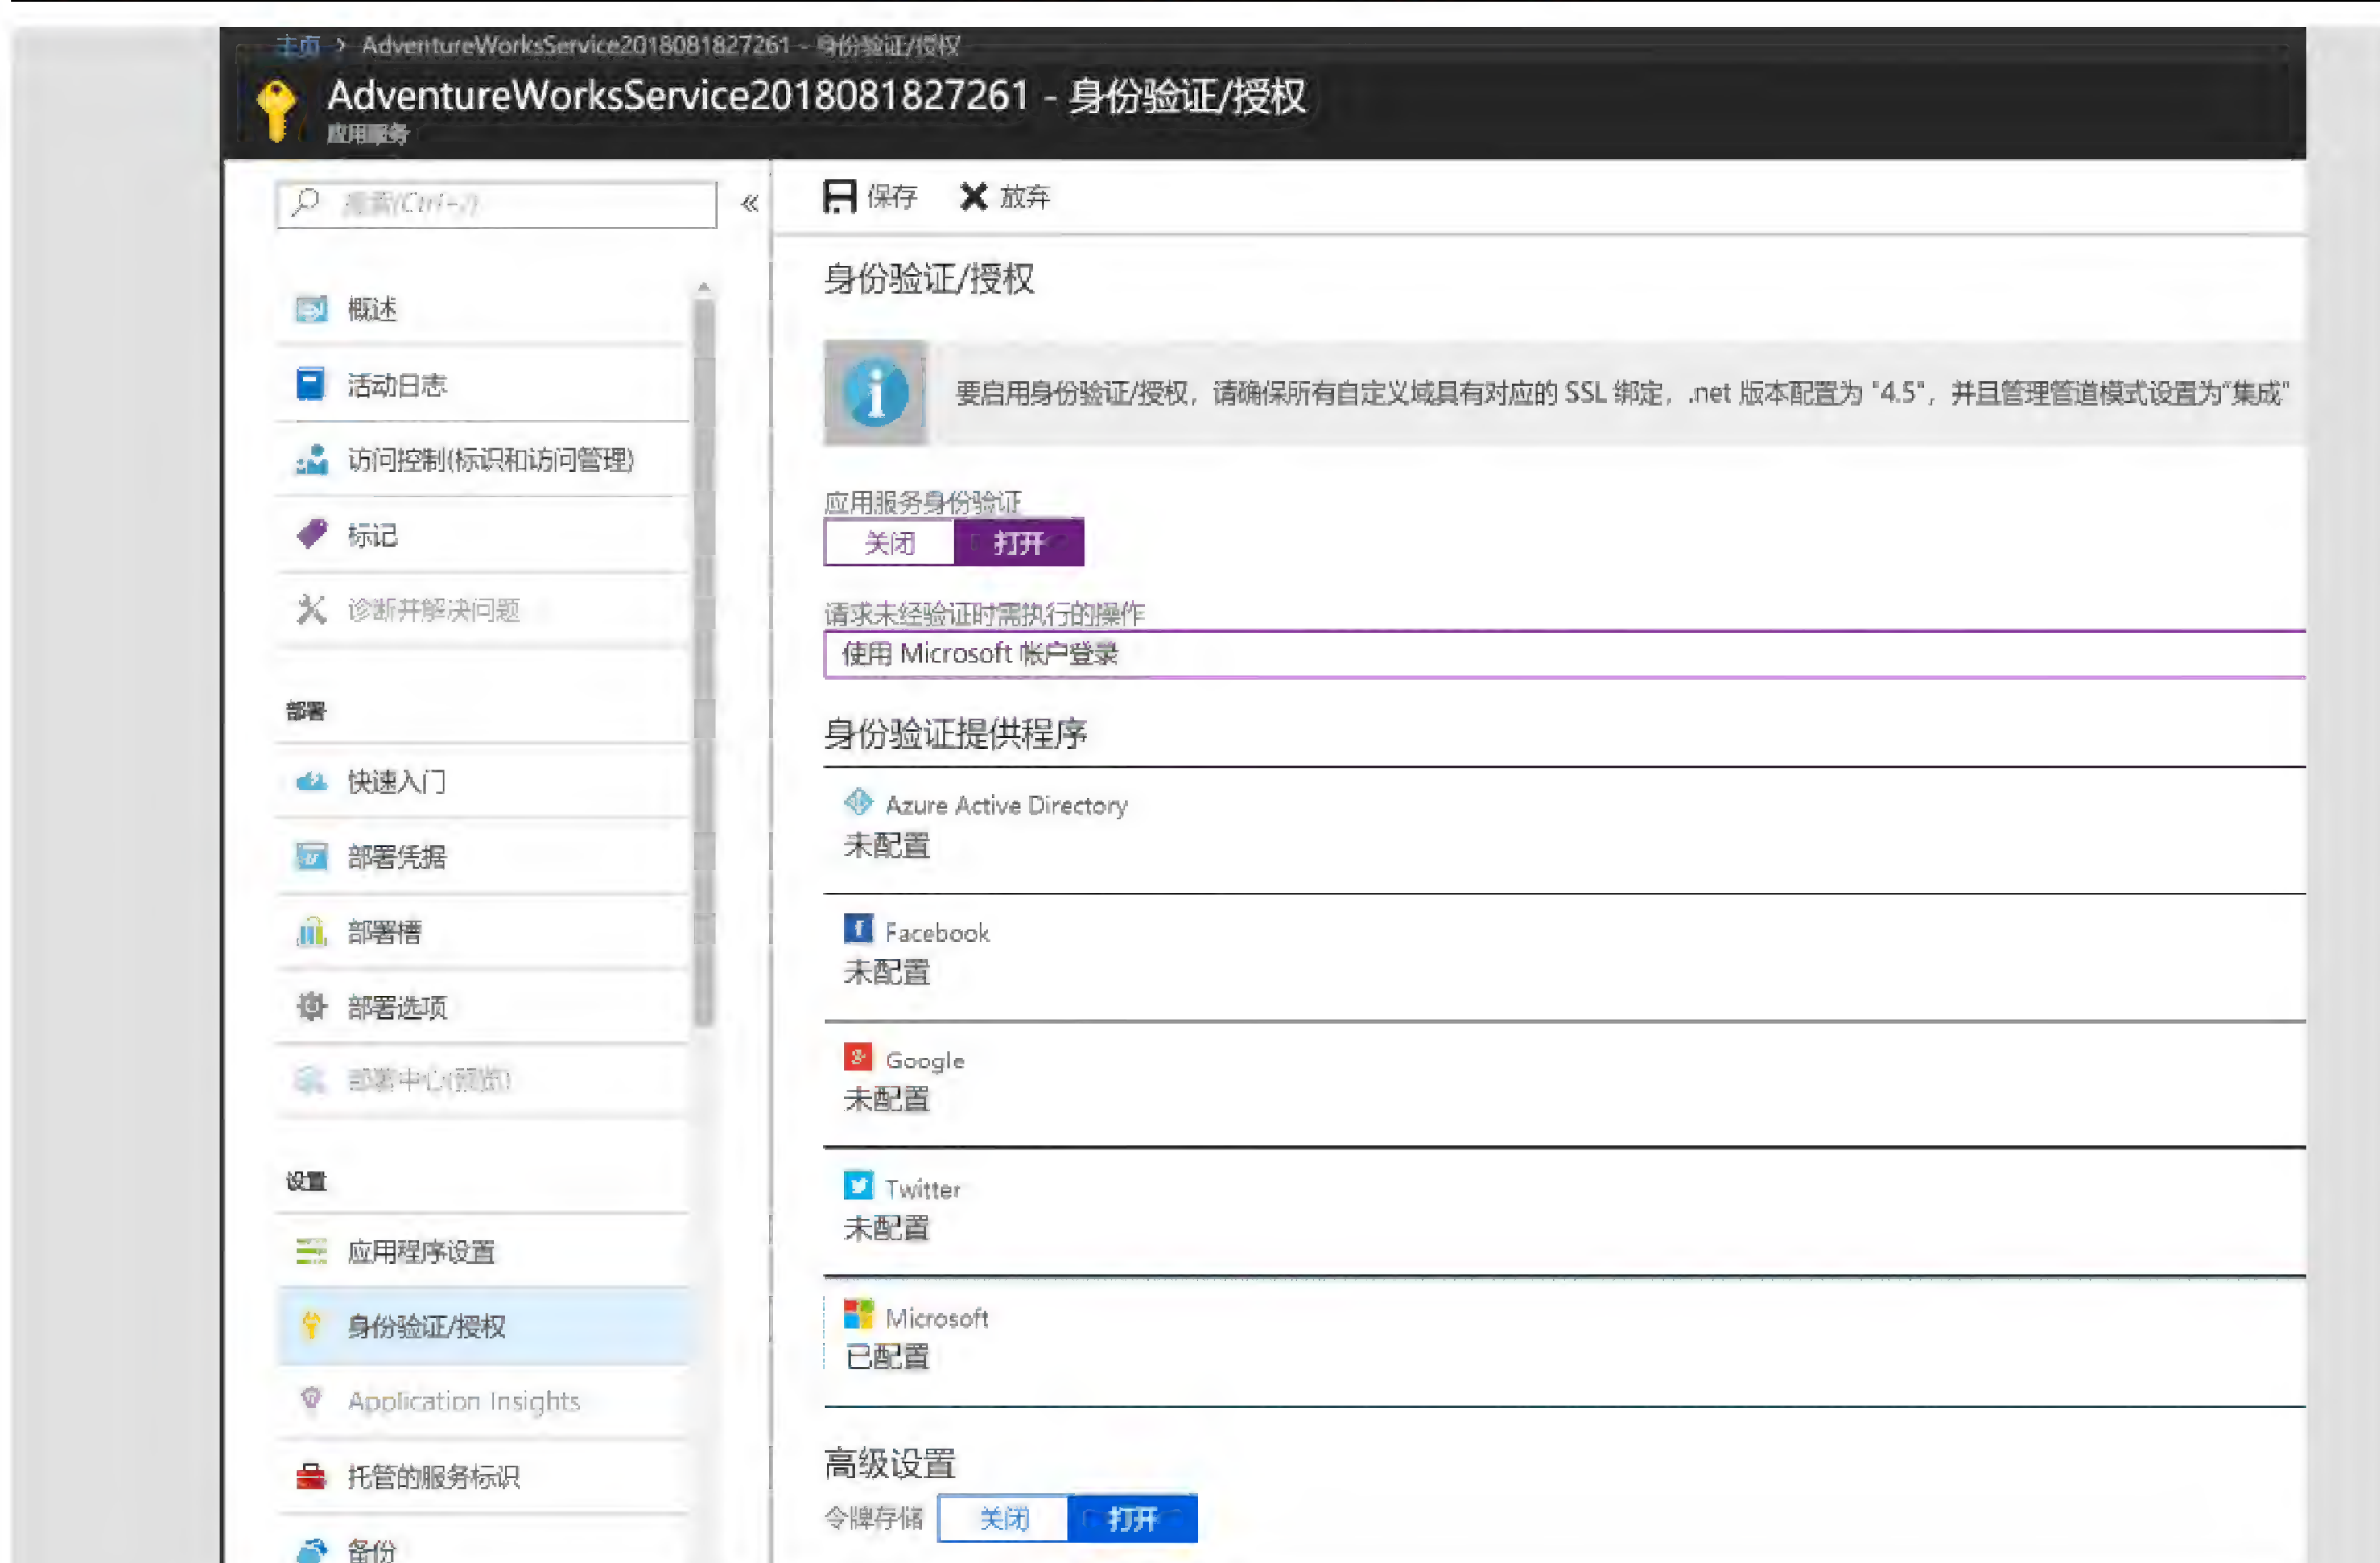 主页 > AdventureWorksService2018081827261 - 身份验证/授权
AdventureWorksService2018081827261 - 身份验证/授权
应用服务
搜索(Ctrl+/)
«
保存
放弃
概述
活动日志
访问控制(标识和访问管理)
标记
诊断并解决问题
部署
快速入门
部署凭据
部署槽
部署选项
部署中心(预览)
设置
应用程序设置
身份验证/授权
Application Insights
托管的服务标识
备份
身份验证/授权
要启用身份验证/授权，请确保所有自定义域具有对应的 SSL 绑定，.net 版本配置为 "4.5"，并且管理管道模式设置为"集成"
应用服务身份验证
关闭 打开
请求未经验证时需执行的操作
使用 Microsoft 帐户登录
身份验证提供程序
Azure Active Directory
未配置
Facebook
未配置
Google
未配置
Twitter
未配置
Microsoft
已配置
高级设置
令牌存储 关闭 打开